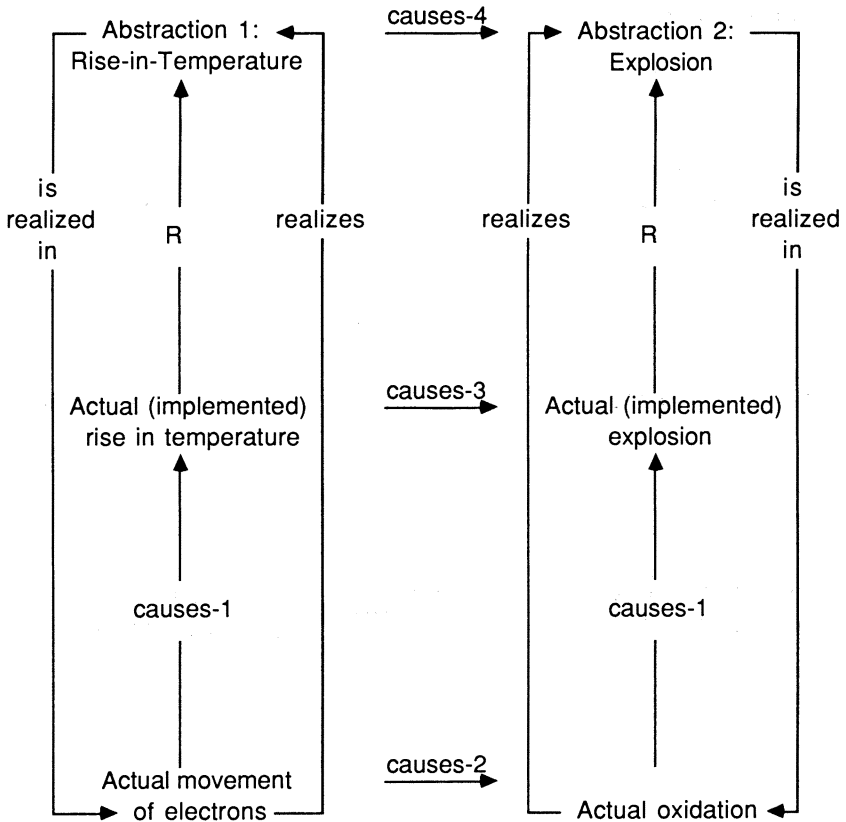 Abstraction 1:
Rise-in-Temperature
causes-4
Abstraction 2:
Explosion
is
realized
in
R
realizes
realizes
R
is
realized
in
Actual (implemented)
rise in temperature
causes-3
Actual (implemented)
explosion
causes-1
causes-1
Actual movement
of electrons
causes-2
Actual oxidation